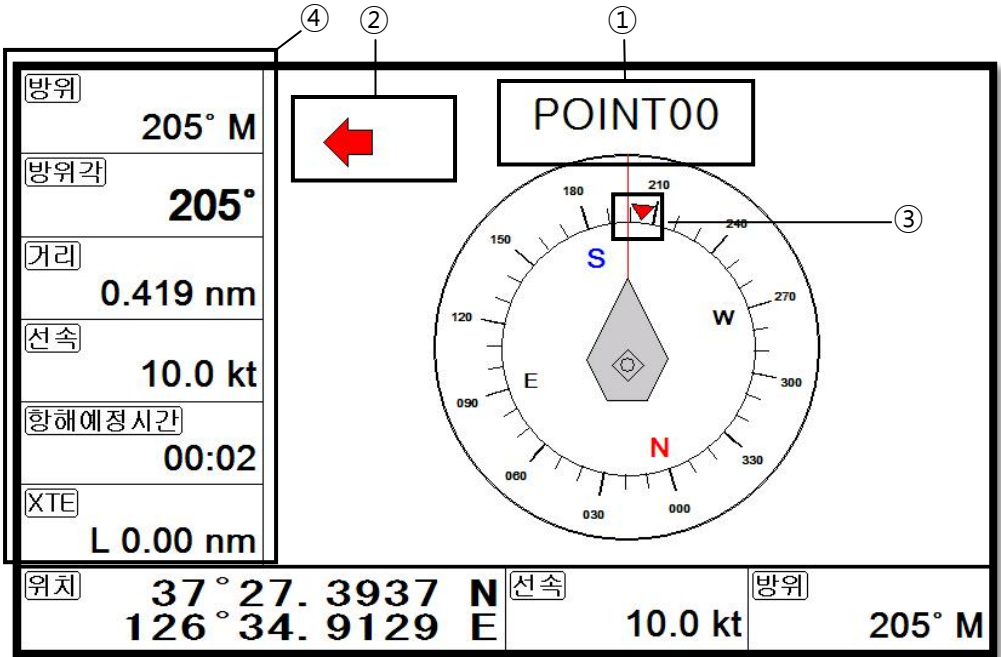 ④ ② ①
POINT00
③
방위
205° M
방위각
205°
거리
0.419 nm
선속
10.0 kt
항해예정시간
00:02
XTE
L 0.00 nm
180
210
150
240
S
120
W
270
E
090
300
N
060
330
030
000
위치
37°27. 3937 N
126°34. 9129 E
선속
10.0 kt
방위
205° M